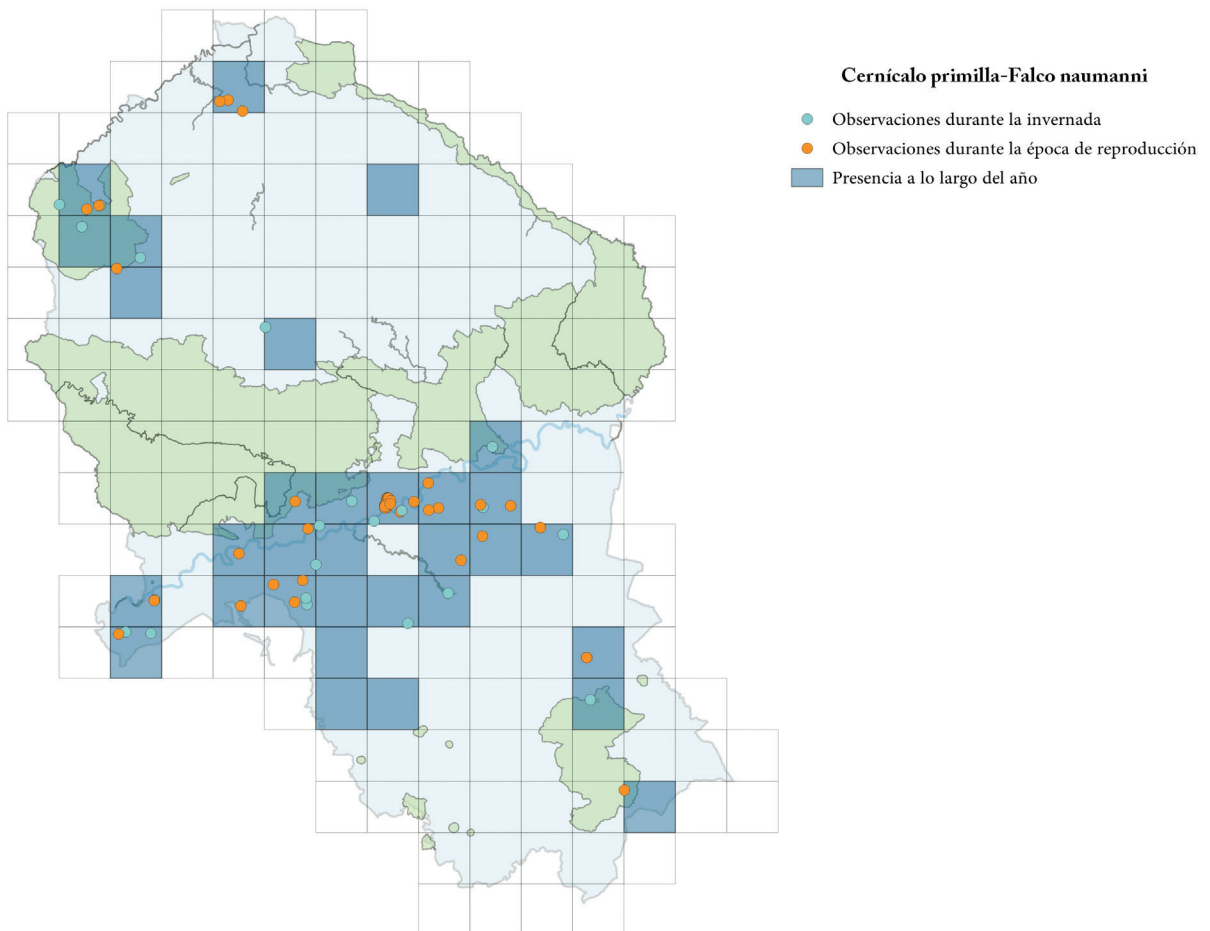 Cernícalo primilla-Falco naumanni
Observaciones durante la invernada
Observaciones durante la época de reproducción
Presencia a lo largo del año